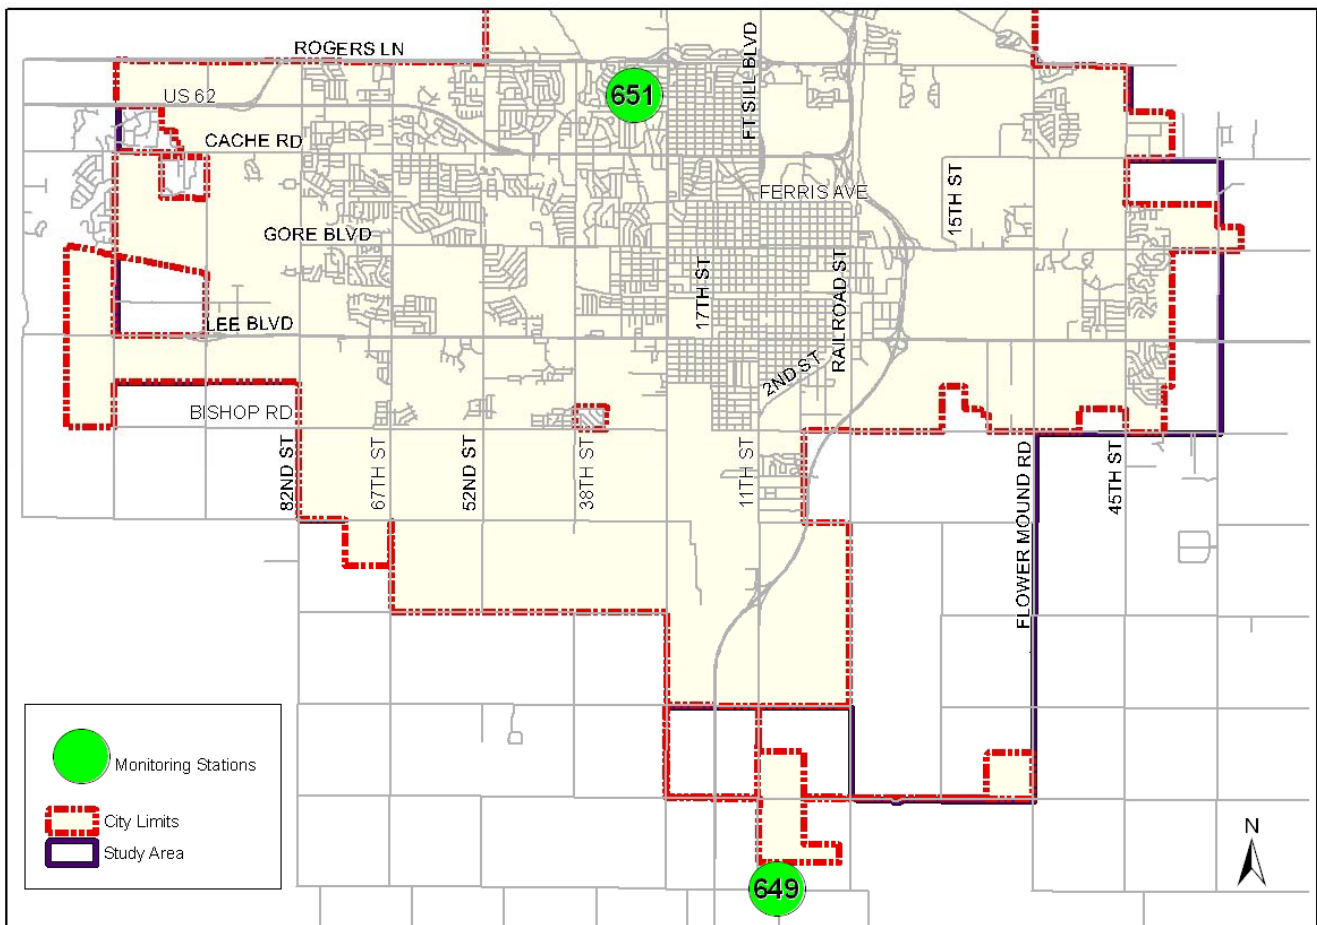 ROGERS LN
651
FT SILL BLVD
US 62
CACHE RD
FERRIS AVE
15TH ST
GORE BLVD
17TH ST
RAILROAD ST
LEE BLVD
2ND ST
BISHOP RD
82ND ST
67TH ST
52ND ST
38TH ST
11TH ST
FLOWER MOUND RD
45TH ST
Monitoring Stations
City Limits
Study Area
N
649